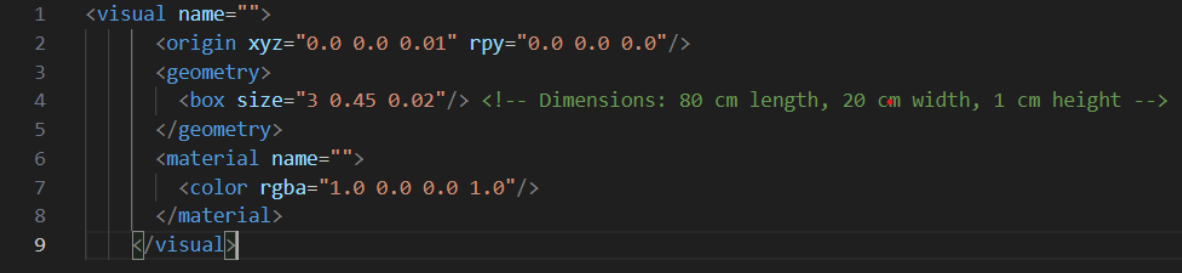 1 <visual name="">
2 <origin xyz="0.0 0.0 0.01" rpy="0.0 0.0 0.0"/>
3 <geometry>
4 <box size="3 0.45 0.02"/> <!-- Dimensions: 80 cm length, 20 cm width, 1 cm height -->
5 </geometry>
6 <material name="">
7 <color rgba="1.0 0.0 0.0 1.0"/>
8 </material>
9 </visual>